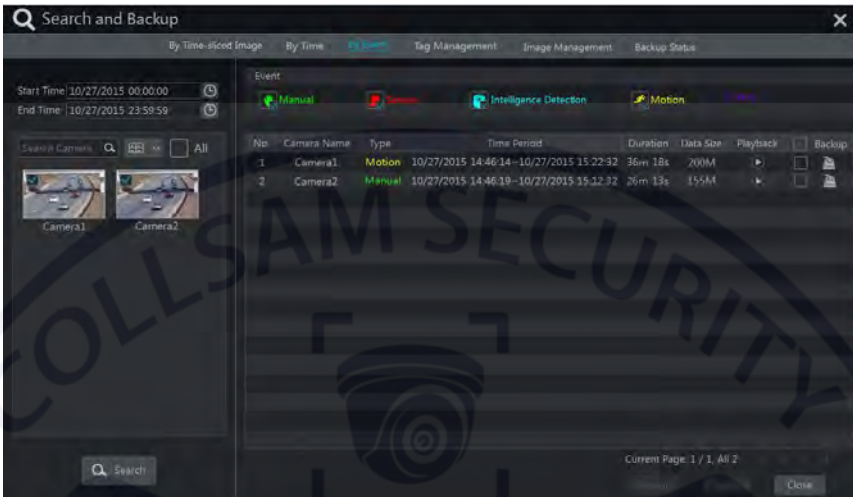 Search and Backup
By Time-sliced Image By Time By Event Tag Management Image Management Backup Status
Start Time 10/27/2015 00:00:00
End Time 10/27/2015 23:59:59
Search Camera All
Camera1 Camera2
Search
Event
Manual Sensor Intelligence Detection Motion
No. Camera Name Type Time Period Duration Data Size Playback Backup
1 Camera1 Motion 10/27/2015 14:46:14--10/27/2015 15:22:32 36m 18s 200M
2 Camera2 Manual 10/27/2015 14:46:19--10/27/2015 15:12:32 26m 13s 155M
Current Page: 1 / 1, All 2
Close
COLLSAM SECURITY